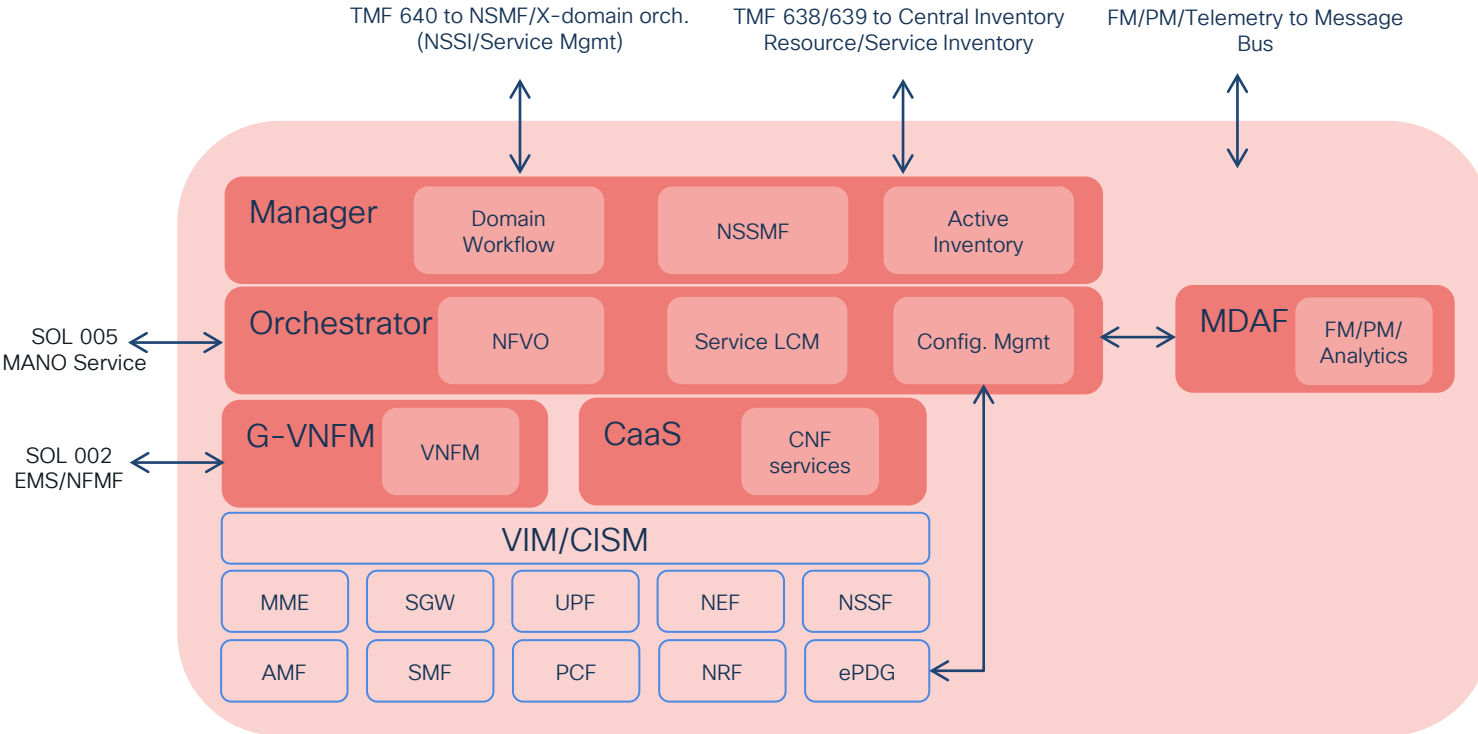 TMF 640 to NSMF/X-domain orch.
(NSSI/Service Mgmt)
TMF 638/639 to Central Inventory
Resource/Service Inventory
FM/PM/Telemetry to Message
Bus
Manager
Domain
Workflow
NSSMF
Active
Inventory
SOL 005
MANO Service
Orchestrator
NFVO
Service LCM
Config. Mgmt
MDAF
FM/PM/
Analytics
SOL 002
EMS/NFMF
G-VNFM
VNFM
CaaS
CNF
services
VIM/CISM
MME
SGW
UPF
NEF
NSSF
AMF
SMF
PCF
NRF
ePDG